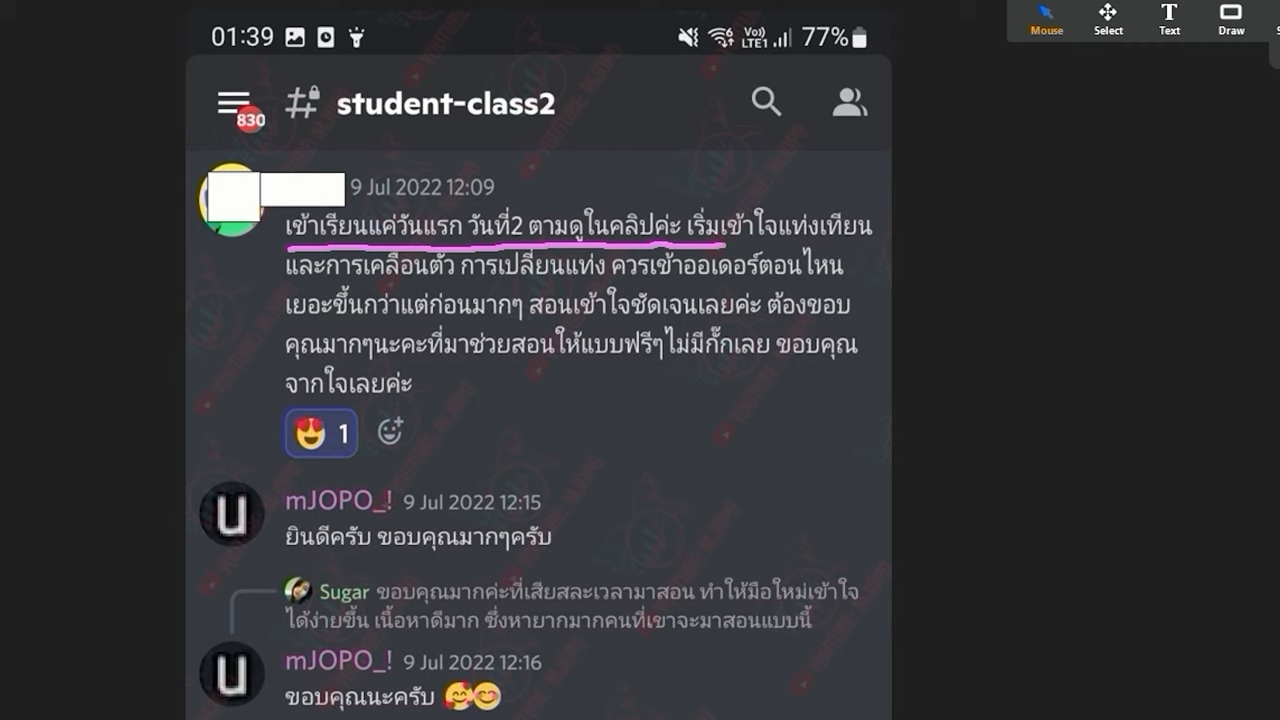 01:39
Vo)) LTE1 77%
Mouse Select Text Draw
830 student-class2
9 Jul 2022 12:09
เข้าเรียนแค่วันแรก วันที่2 ตามดูในคลิปค่ะ เริ่มเข้าใจแท่งเทียน
และการเคลื่อนตัว การเปลี่ยนแท่ง ควรเข้าออเดอร์ตอนไหน
เยอะขึ้นกว่าแต่ก่อนมากๆ สอนเข้าใจชัดเจนเลยค่ะ ต้องขอบ
คุณมากๆนะคะที่มาช่วยสอนให้แบบฟรีๆไม่มีกั๊กเลย ขอบคุณ
จากใจเลยค่ะ
1
mJOPO_! 9 Jul 2022 12:15
ยินดีครับ ขอบคุณมากๆครับ
Sugar ขอบคุณมากค่ะที่เสียสละเวลามาสอน ทำให้มือใหม่เข้าใจ
ได้ง่ายขึ้น เนื้อหาดีมาก ซึ่งหายากมากคนที่เขาจะมาสอนแบบนี้
mJOPO_! 9 Jul 2022 12:16
ขอบคุณนะครับ